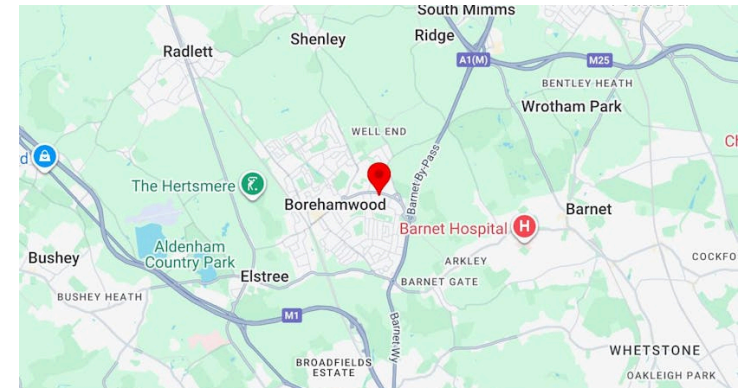 South Mimms
Shenley
Ridge
Radlett
A1(M)
M25
BENTLEY HEATH
Wrotham Park
WELL END
Ch
d
The Hertsmere
Barnet By-Pass
Borehamwood
Barnet Hospital
H
Barnet
Aldenham
Country Park
Bushey
ARKLEY
COCKFO
Elstree
BARNET GATE
BUSHEY HEATH
M1
Barnet Wy
WHETSTONE
BROADFIELDS
ESTATE
OAKLEIGH PARK